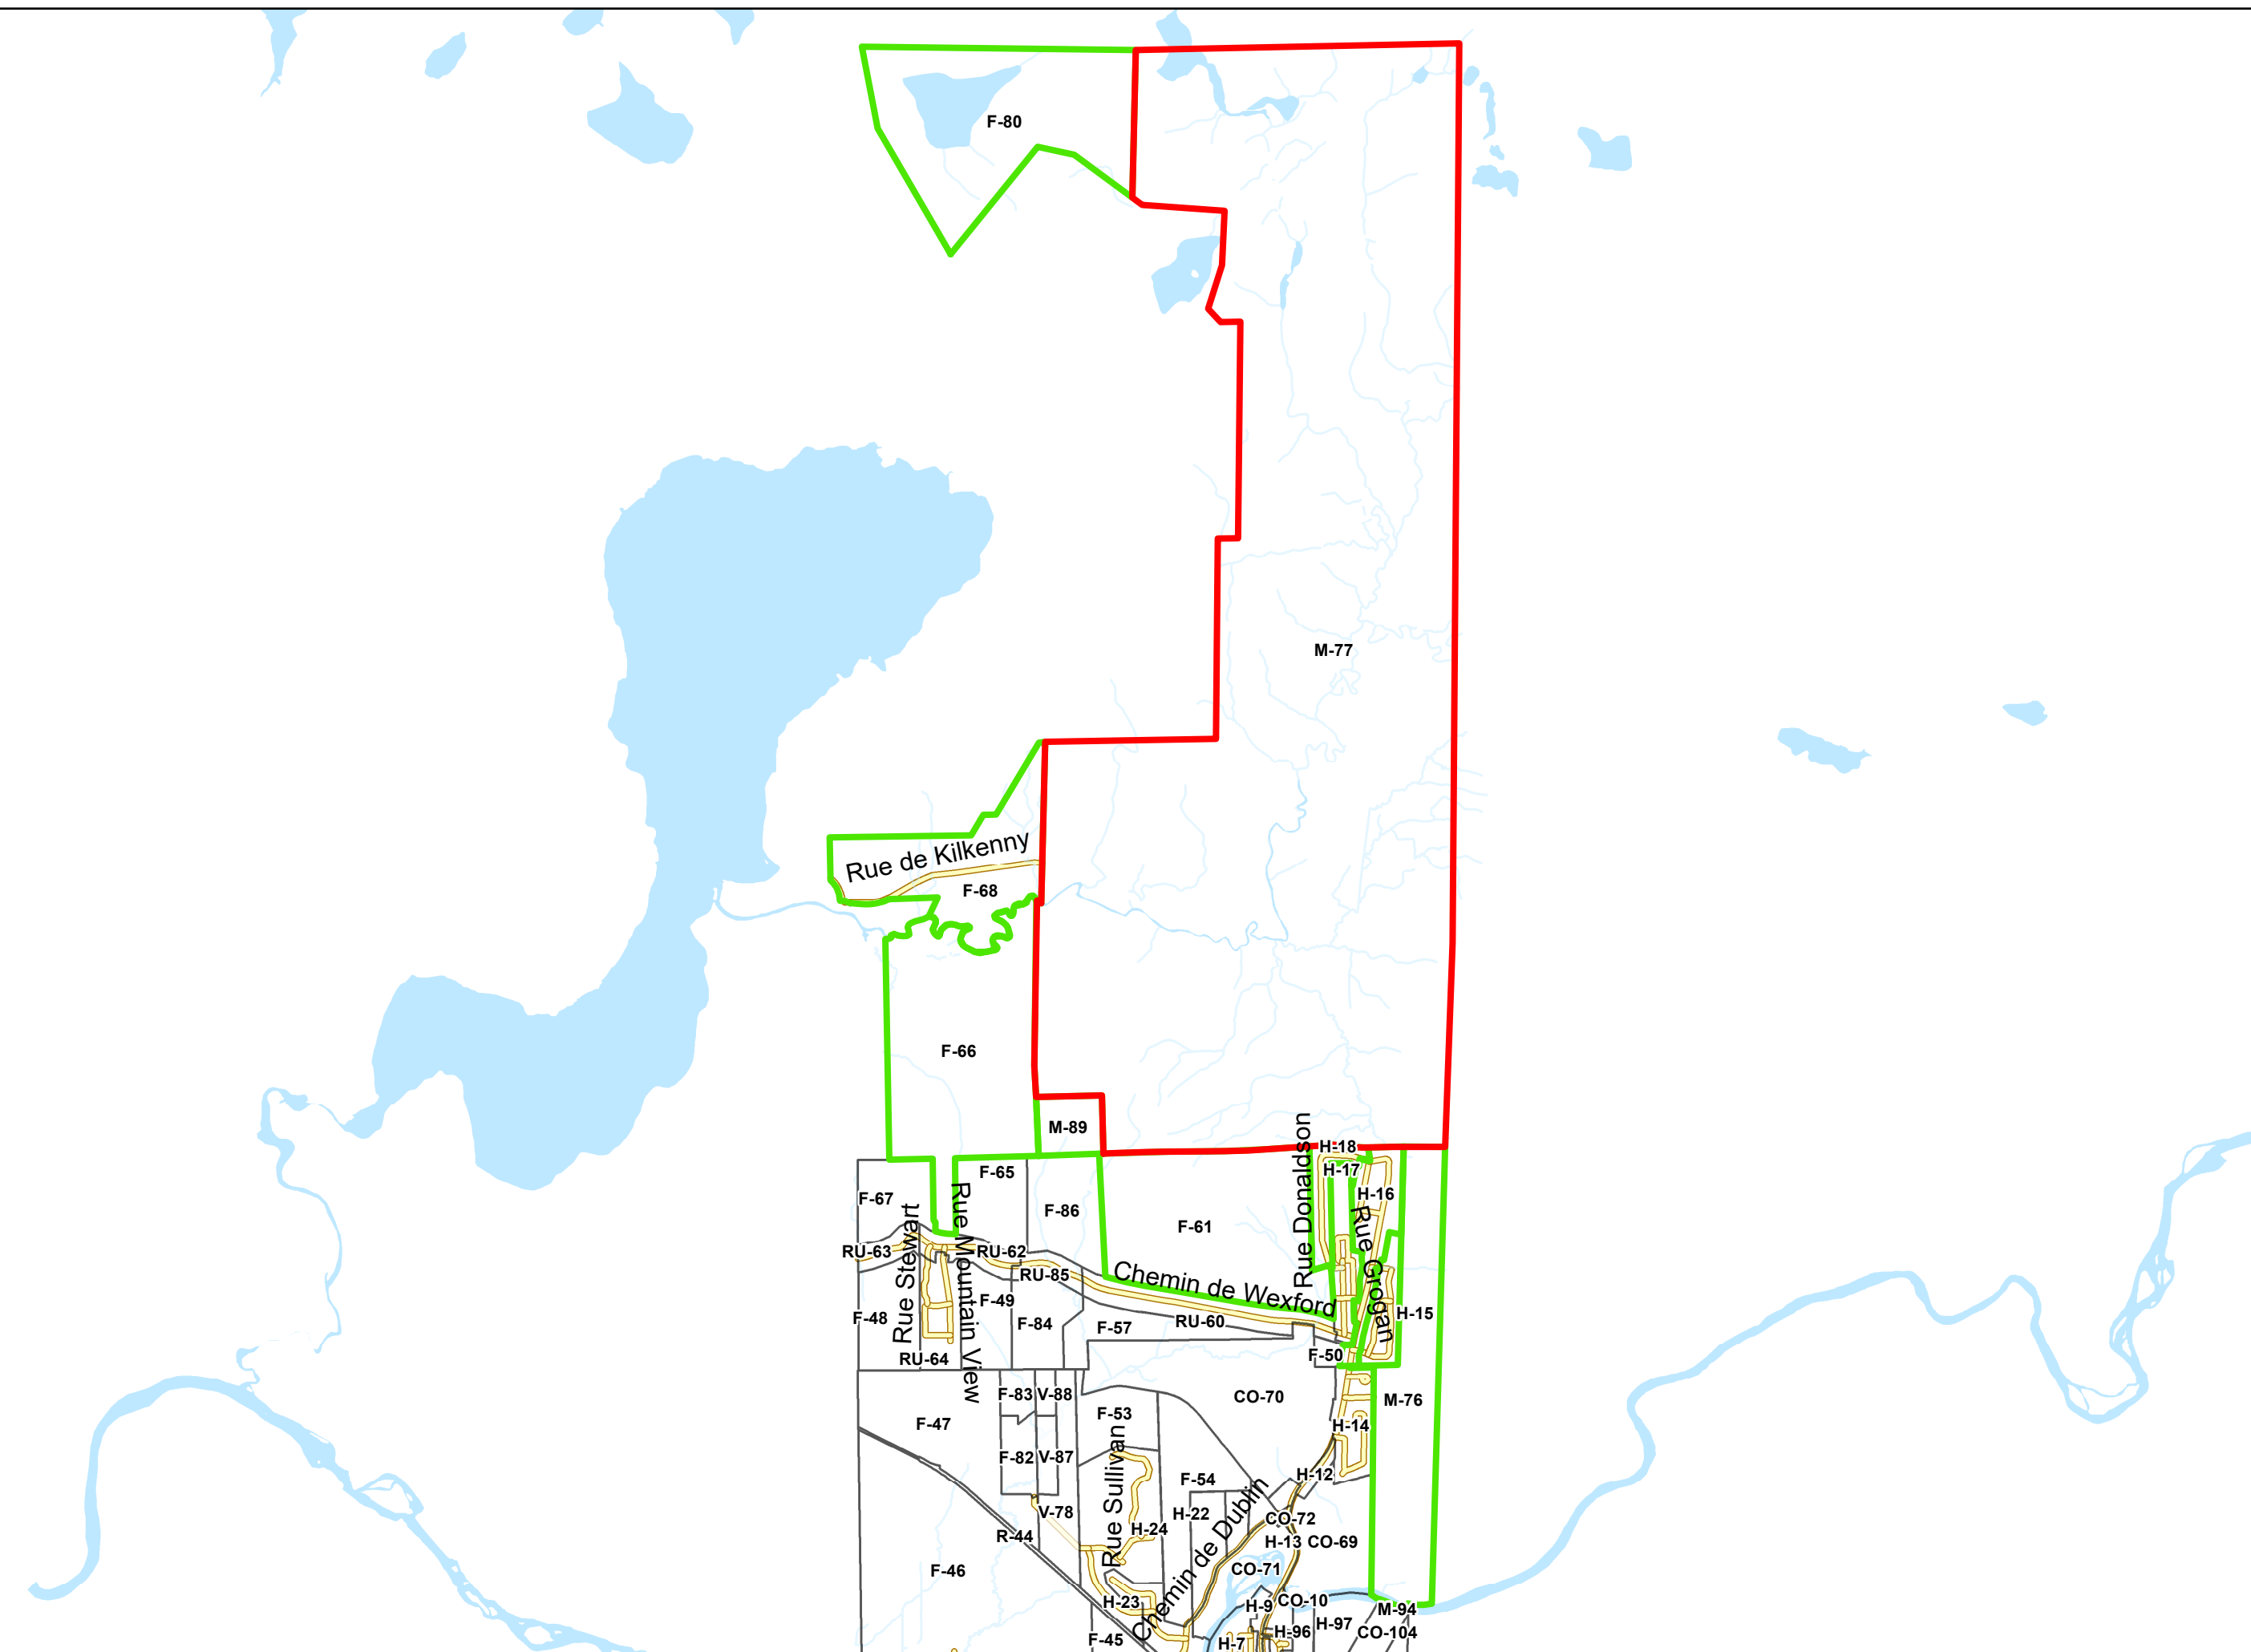 F-80
M-77
Rue de Kilkenny
F-68
F-66
M-89
H-18
F-65
H-17
F-67
H-16
F-86
F-61
Rue Donaldson
Rue Stewart
Rue Mountain View
RU-63
RU-62
RU-85
Chemin de Wexford
Rue Grogan
F-49
H-15
F-48
F-84
F-57
RU-60
RU-64
F-50
F-83
V-88
CO-70
M-76
F-47
F-53
H-14
F-82
V-87
Rue Sullivan
F-54
H-12
V-78
H-22
Chemin de Dublin
CO-72
R-44
H-24
H-13
CO-69
F-46
CO-71
H-23
H-9
CO-10
M-94
H-97
F-45
H-7
H-96
CO-104